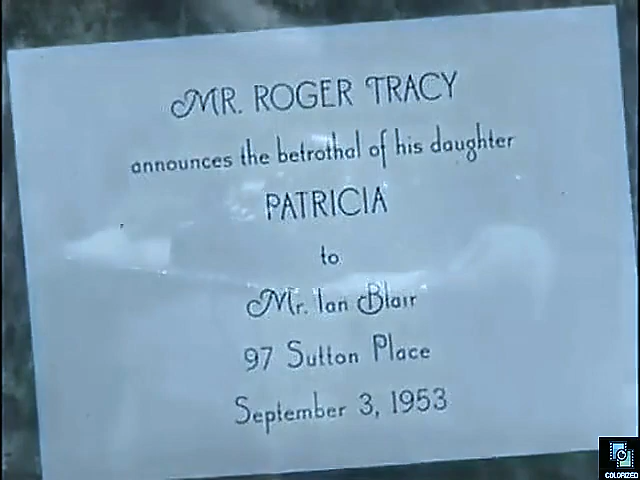 MR. ROGER TRACY
announces the betrothal of his daughter
PATRICIA
to
Mr. Ian Blair
97 Sutton Place
September 3, 1953
COLORIZED